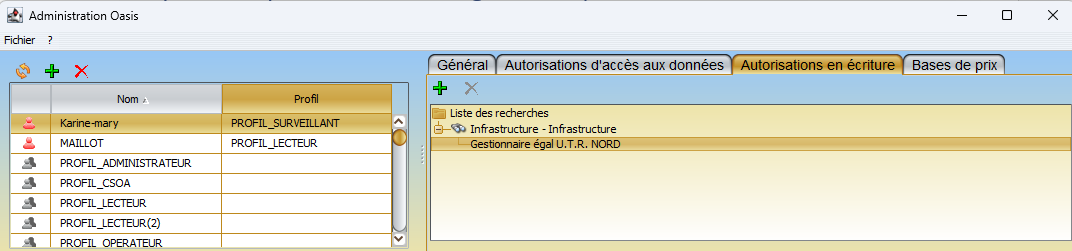 Administration Oasis
Fichier ?
Nom Profil
Karine-mary PROFIL_SURVEILLANT
MAILLOT PROFIL_LECTEUR
PROFIL_ADMINISTRATEUR
PROFIL_CSOA
PROFIL_LECTEUR
PROFIL_LECTEUR(2)
PROFIL_OPERATEUR
Général Autorisations d'accès aux données Autorisations en écriture Bases de prix
Liste des recherches
Infrastructure - Infrastructure
Gestionnaire égal U.T.R. NORD